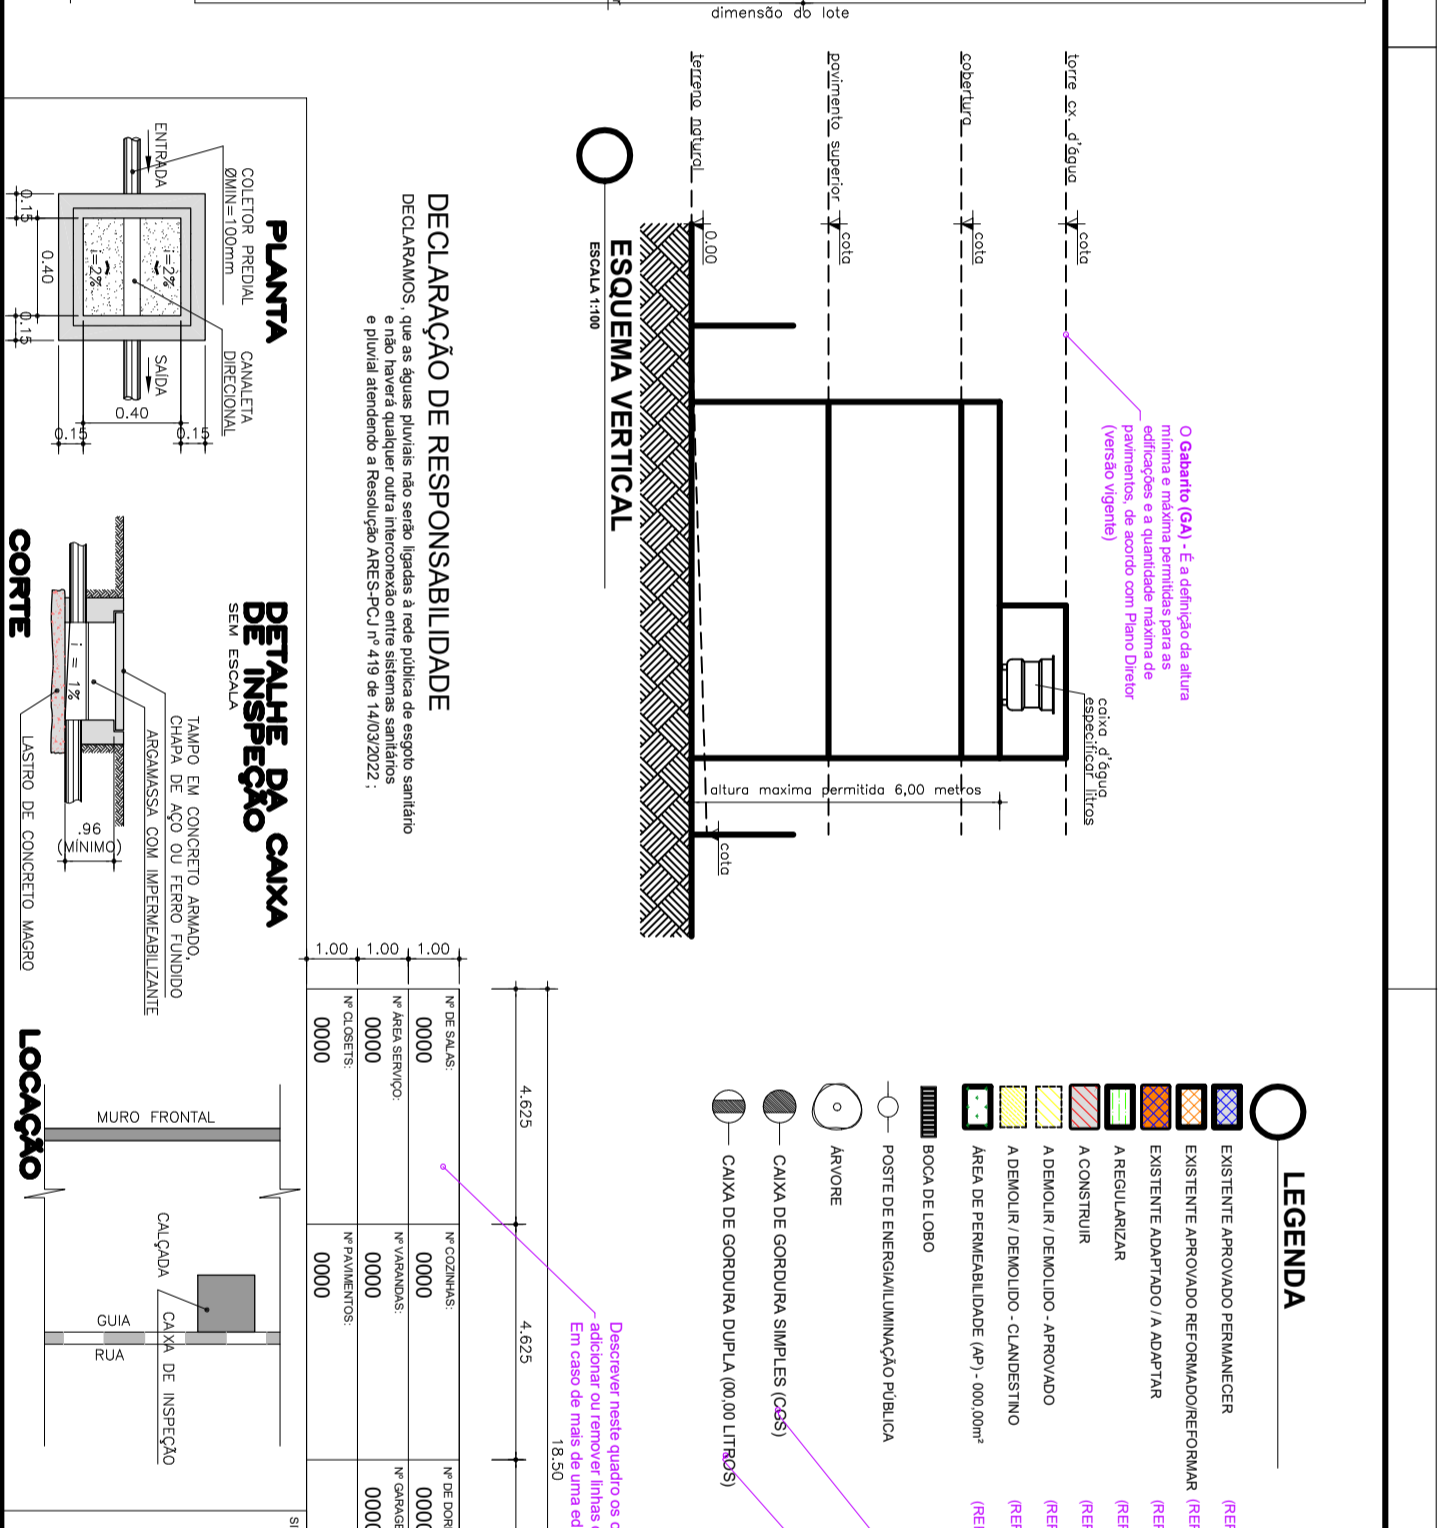 dimensão do lote
torre cx. d'água
cobertura
pavimento superior
terreno natural
cota
cota
cota
0.00
cota
O Gabarito (GA) - É a definição da altura
mínima e máxima permitidas para as
edificações e a quantidade máxima de
pavimentos, de acordo com Plano Diretor
(versão vigente)
caixa d'água
especificar litros
altura maxima permitida 6,00 metros
ESQUEMA VERTICAL
ESCALA 1:100
DECLARAÇÃO DE RESPONSABILIDADE
DECLARAMOS, que as águas pluviais não serão ligadas à rede pública de esgoto sanitário
e não haverá qualquer outra interconexão entre sistemas sanitários
e pluvial atendendo a Resolução ARES-PCJ nº 419 de 14/03/2022 ;
LEGENDA
EXISTENTE APROVADO PERMANECER
EXISTENTE APROVADO REFORMADO/REFORMAR
EXISTENTE ADAPTADO / A ADAPTAR
A REGULARIZAR
A CONSTRUIR
A DEMOLIR / DEMOLIDO - APROVADO
A DEMOLIR / DEMOLIDO - CLANDESTINO
ÁREA DE PERMEABILIDADE (AP) - 000,00m²
BOCA DE LOBO
POSTE DE ENERGIA/ILUMINAÇÃO PÚBLICA
ÁRVORE
CAIXA DE GORDURA SIMPLES (CGS)
CAIXA DE GORDURA DUPLA (00,00 LITROS)
Descrever neste quadro os
adicionar ou remover linhas
Em caso de mais de uma
18.50
4.625
4.625
1.00
1.00
1.00
Nº DE SALAS:
0000
Nº COZINHAS:
0000
Nº ÁREA SERVIÇO:
0000
Nº VARANDAS:
0000
Nº CLOSETS:
0000
Nº PAVIMENTOS:
0000
PLANTA
COLETOR PREDIAL
ØMIN=100mm
CANALETA
DIRECIONAL
ENTRADA
SAÍDA
i=2%
i=2%
0.15
0.40
0.15
0.15
0.40
0.15
DETALHE DA CAIXA
DE INSPEÇÃO
SEM ESCALA
TAMPO EM CONCRETO ARMADO,
CHAPA DE AÇO OU FERRO FUNDIDO
ARGAMASSA COM IMPERMEABILIZANTE
LASTRO DE CONCRETO MAGRO
i = 1%
.96
(MÍNIMO)
CORTE
LOCAÇÃO
MURO FRONTAL
CALÇADA
CAIXA DE INSPEÇÃO
GUIA
RUA